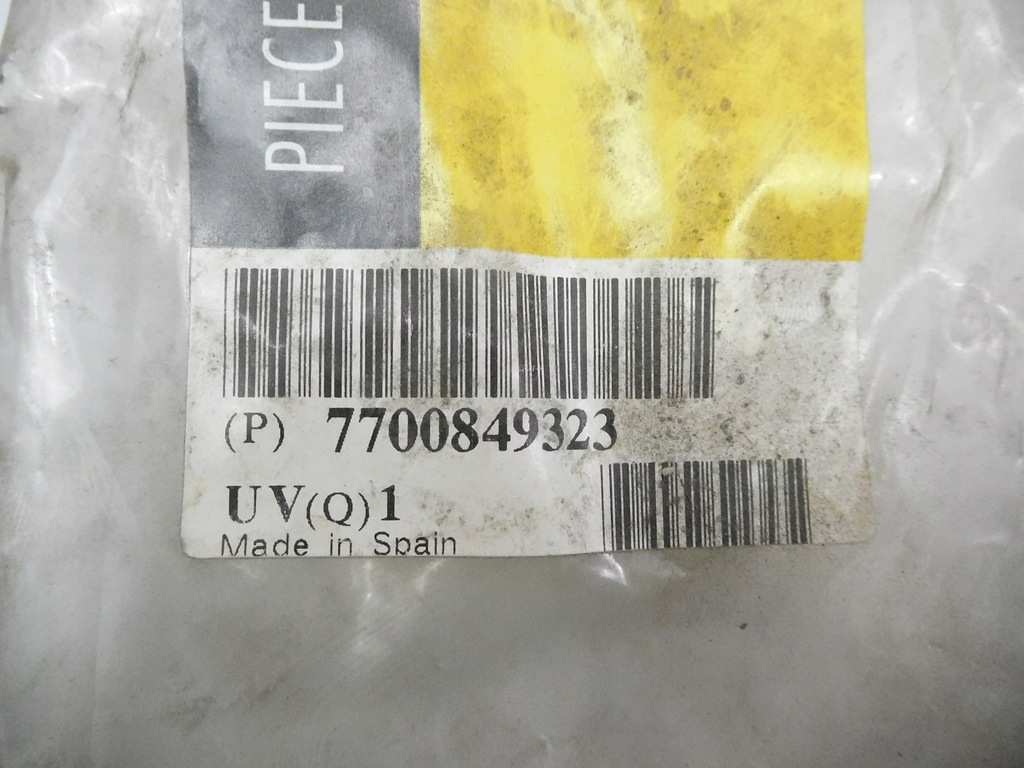 PIECE
(P) 7700849323
UV(Q)1
Made in Spain